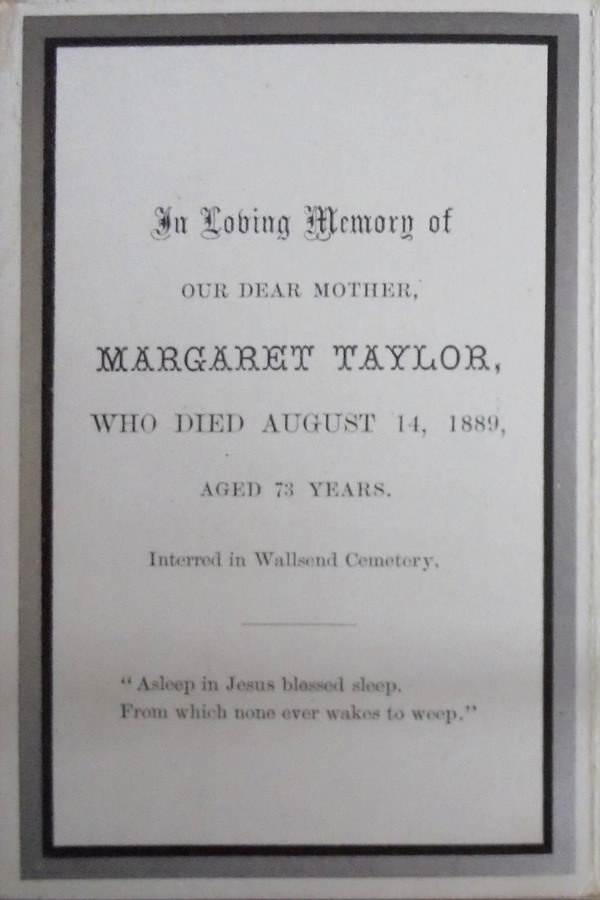 In Loving Memory of
OUR DEAR MOTHER,
MARGARET TAYLOR,
WHO DIED AUGUST 14, 1889,
AGED 73 YEARS.
Interred in Wallsend Cemetery,
“Asleep in Jesus blessed sleep.
From which none ever wakes to weep.”